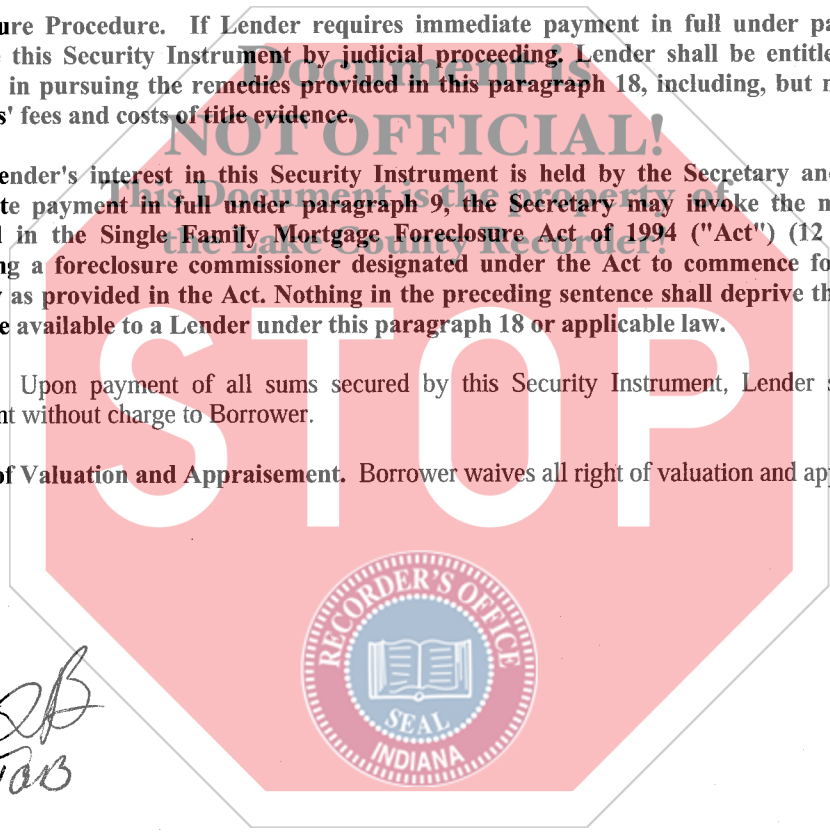 ure Procedure. If Lender requires immediate payment in full under pa
this Security Instrument by judicial proceeding. Lender shall be entitle
in pursuing the remedies provided in this paragraph 18, including, but
s' fees and costs of title evidence.
Document is
NOT OFFICIAL!
This Document is the property of
the Lake County Recorder!
ender's interest in this Security Instrument is held by the Secretary an
te payment in full under paragraph 9, the Secretary may invoke the
in the Single Family Mortgage Foreclosure Act of 1994 ("Act") (12
ng a foreclosure commissioner designated under the Act to commence fo
as provided in the Act. Nothing in the preceding sentence shall deprive th
e available to a Lender under this paragraph 18 or applicable law.
STOP
Upon payment of all sums secured by this Security Instrument, Lender
nt without charge to Borrower.
of Valuation and Appraisement. Borrower waives all right of valuation and app
RECORDER'S OFFICE
SEAL
INDIANA